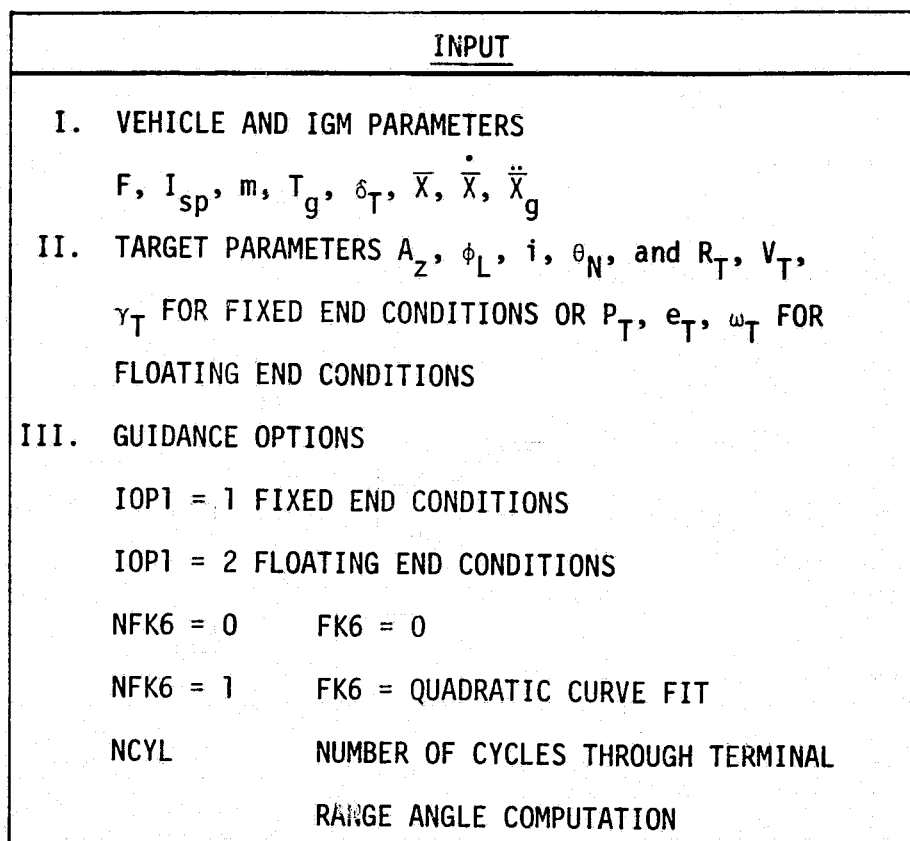 INPUT
I. VEHICLE AND IGM PARAMETERS
F, I_sp, m, T_g, δ_T, X̅, Ẋ̅, Ẍ̅_g
II. TARGET PARAMETERS A_z, φ_L, i, θ_N, and R_T, V_T,
γ_T FOR FIXED END CONDITIONS OR P_T, e_T, ω_T FOR
FLOATING END CONDITIONS
III. GUIDANCE OPTIONS
IOP1 = 1 FIXED END CONDITIONS
IOP1 = 2 FLOATING END CONDITIONS
NFK6 = 0 FK6 = 0
NFK6 = 1 FK6 = QUADRATIC CURVE FIT
NCYL NUMBER OF CYCLES THROUGH TERMINAL
RANGE ANGLE COMPUTATION